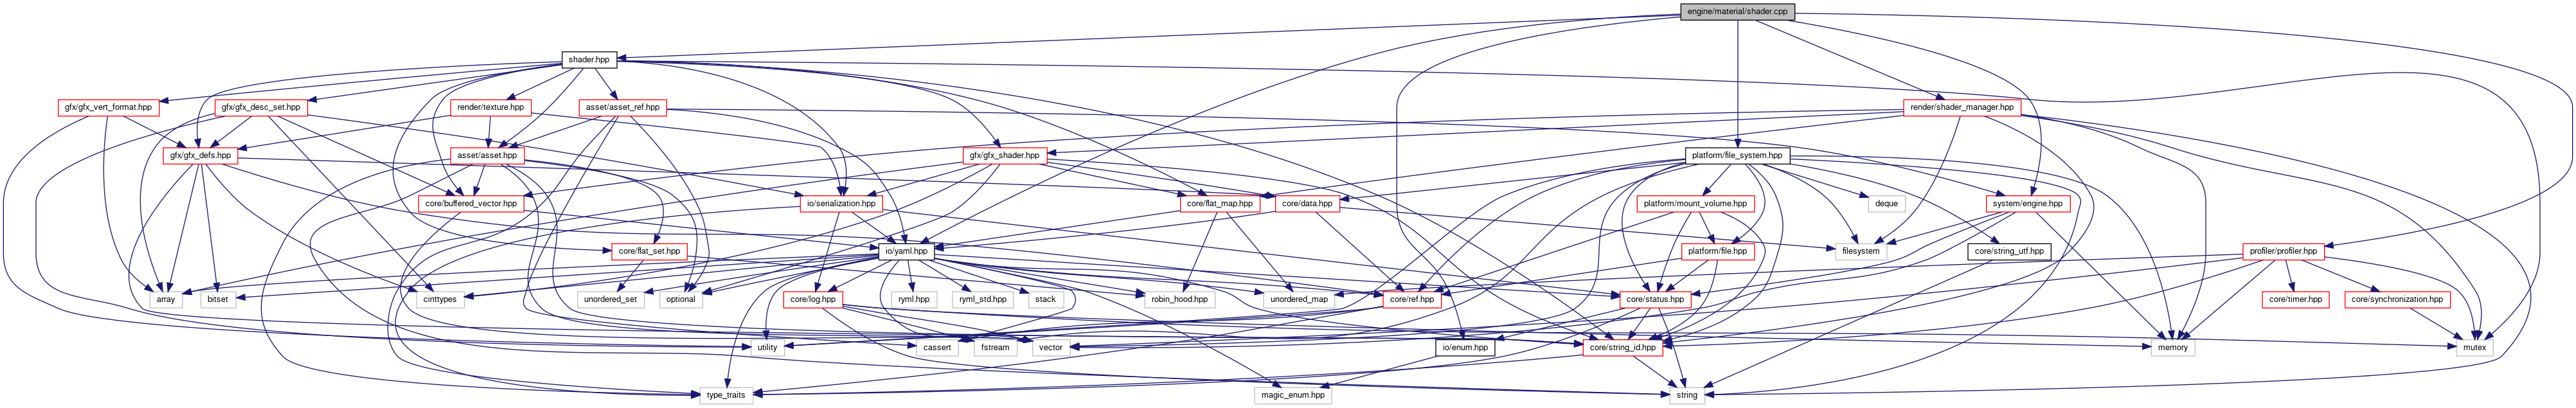 engine/material/shader.cpp
shader.hpp
gfx/gfx_vert_format.hpp
gfx/gfx_desc_set.hpp
render/texture.hpp
asset/asset_ref.hpp
render/shader_manager.hpp
gfx/gfx_defs.hpp
asset/asset.hpp
gfx/gfx_shader.hpp
platform/file_system.hpp
core/buffered_vector.hpp
io/serialization.hpp
core/flat_map.hpp
core/data.hpp
platform/mount_volume.hpp
deque
system/engine.hpp
core/flat_set.hpp
io/yaml.hpp
platform/file.hpp
filesystem
core/string_utf.hpp
profiler/profiler.hpp
array
bitset
cinttypes
unordered_set
optional
core/log.hpp
ryml.hpp
ryml_std.hpp
stack
robin_hood.hpp
unordered_map
core/ref.hpp
core/status.hpp
core/timer.hpp
core/synchronization.hpp
utility
cassert
fstream
vector
io/enum.hpp
core/string_id.hpp
memory
mutex
type_traits
magic_enum.hpp
string